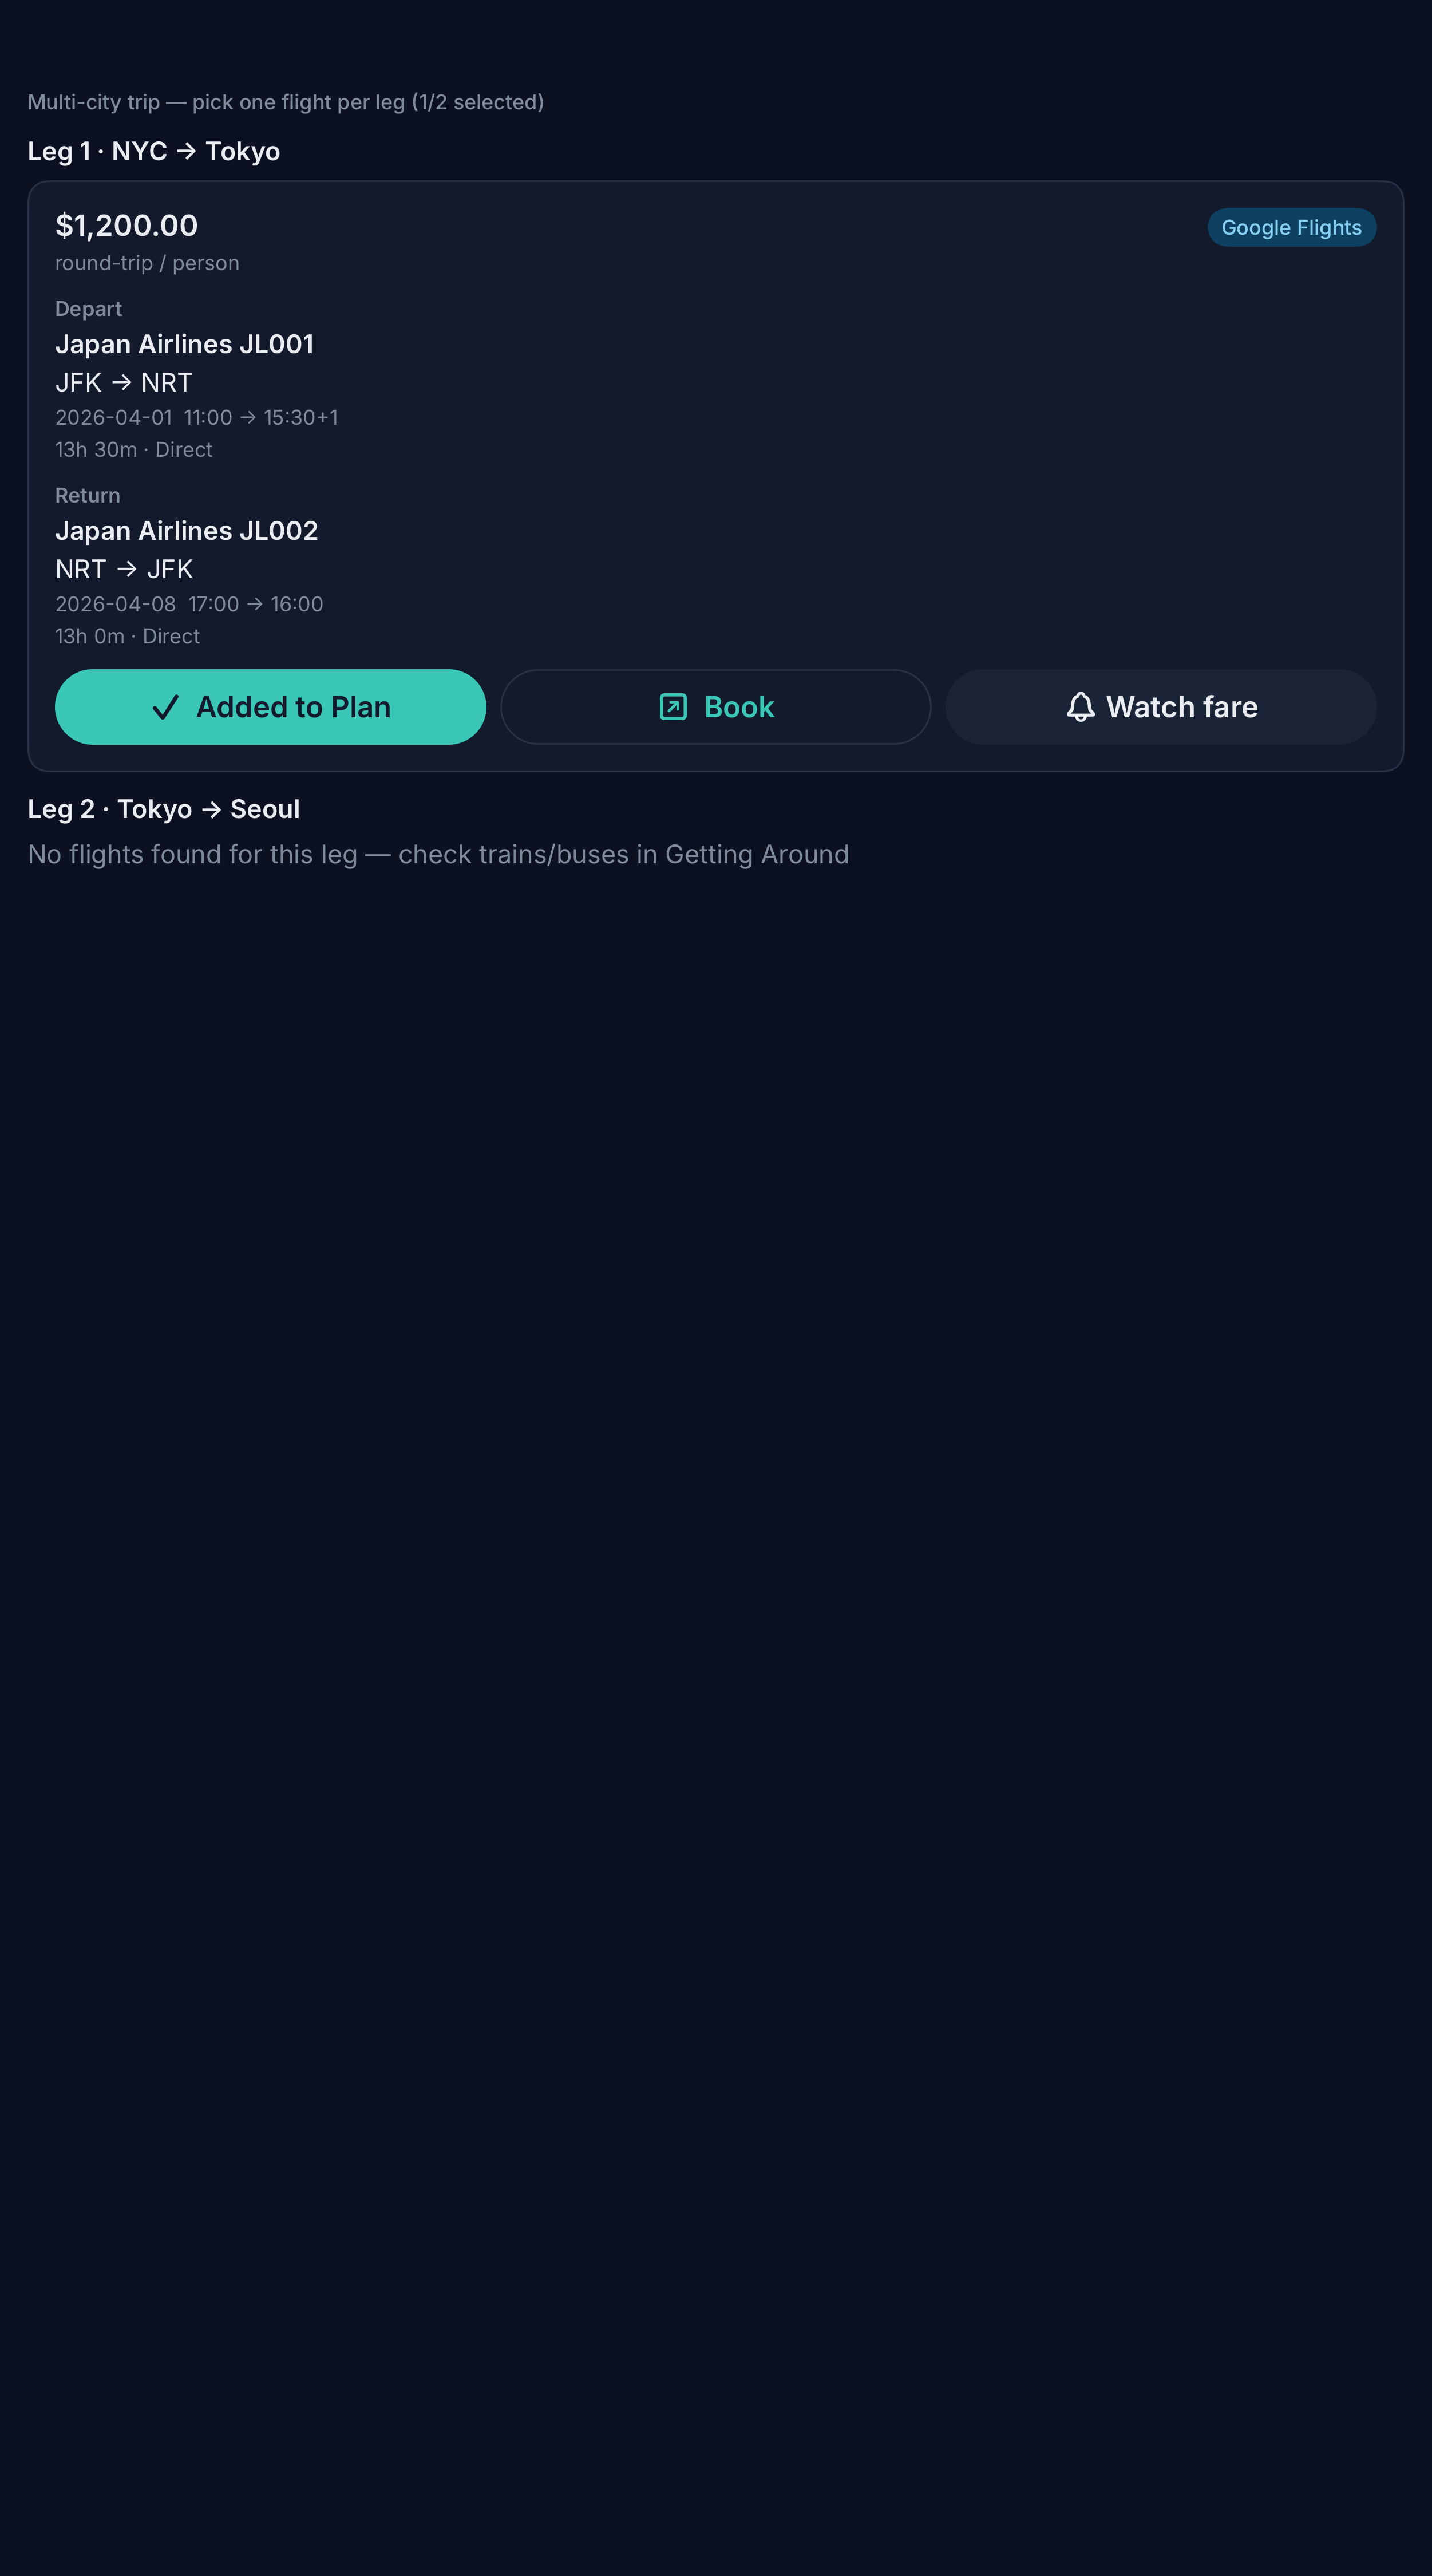 Multi-city trip — pick one flight per leg (1/2 selected)
Leg 1 · NYC → Tokyo
$1,200.00
Google Flights
round-trip / person
Depart
Japan Airlines JL001
JFK → NRT
2026-04-01  11:00 → 15:30+1
13h 30m · Direct
Return
Japan Airlines JL002
NRT → JFK
2026-04-08  17:00 → 16:00
13h 0m · Direct
Added to Plan
Book
Watch fare
Leg 2 · Tokyo → Seoul
No flights found for this leg — check trains/buses in Getting Around